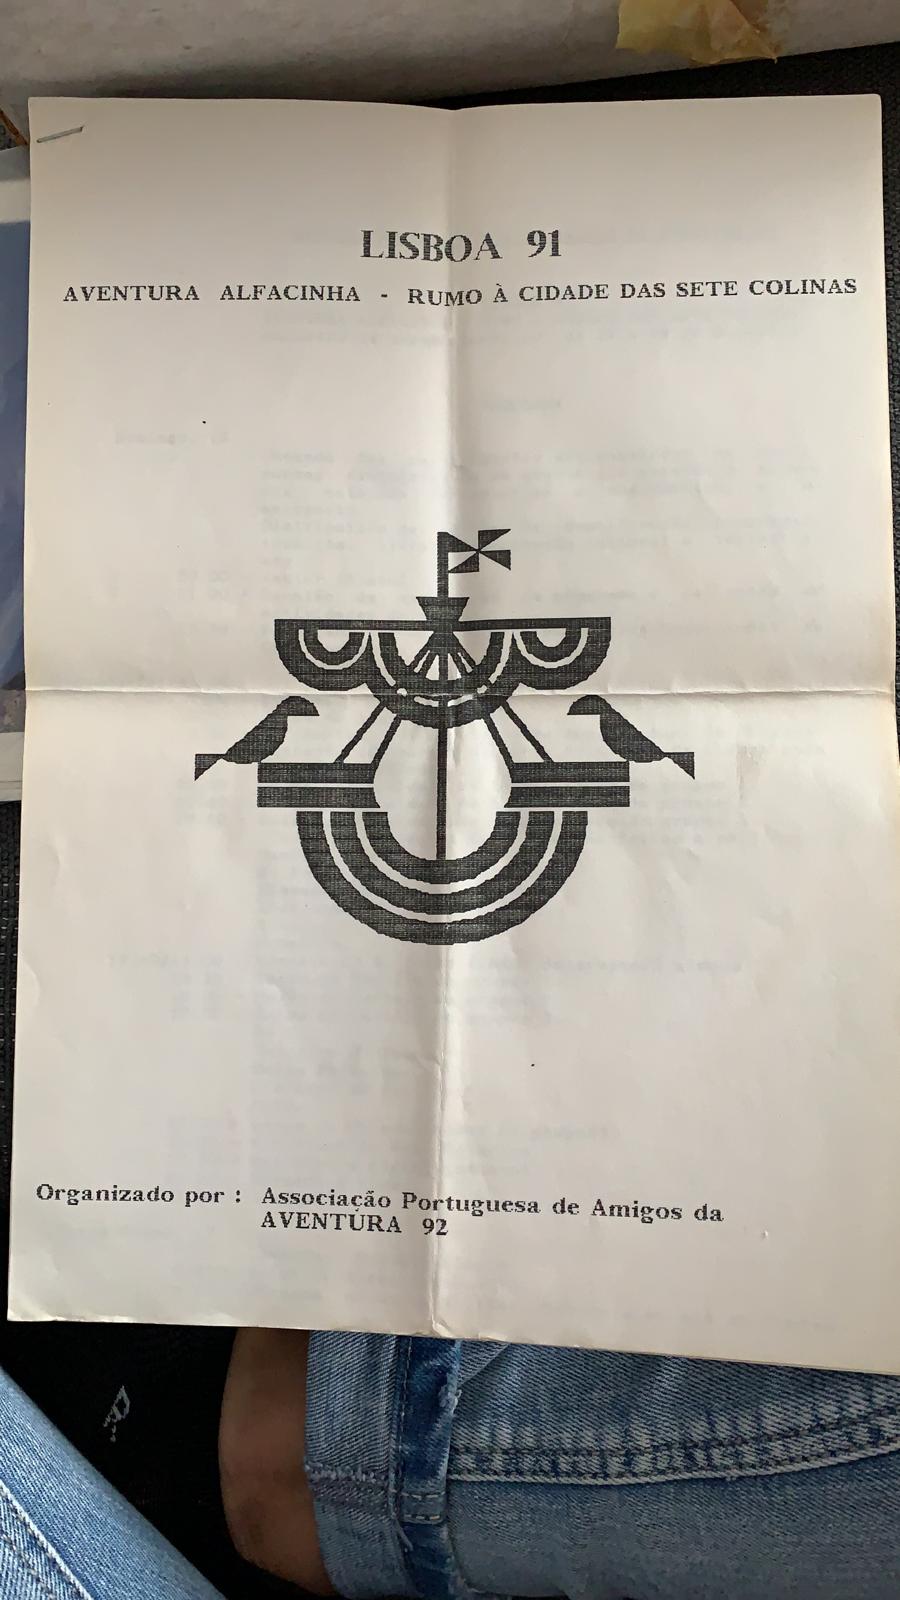 LISBOA 91
AVENTURA ALFACINHA - RUMO À CIDADE DAS SETE COLINAS
Organizado por : Associação Portuguesa de Amigos da
AVENTURA 92